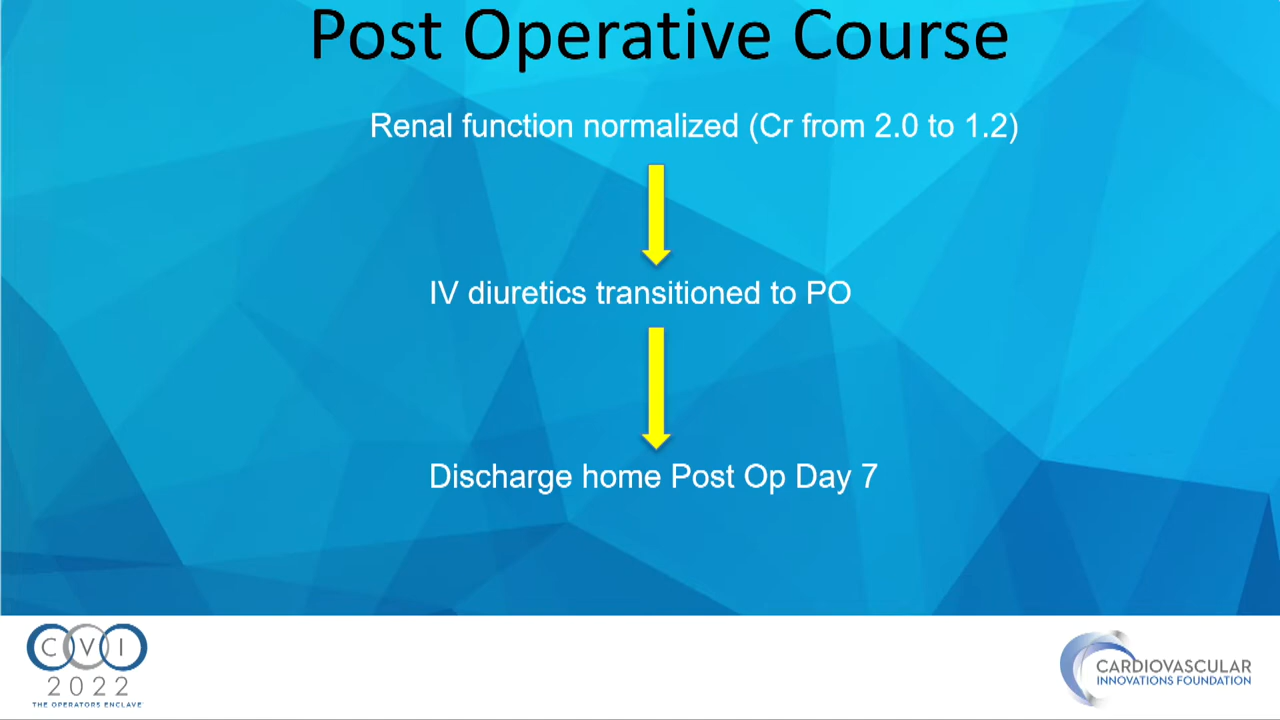 Post Operative Course
Renal function normalized (Cr from 2.0 to 1.2)
IV diuretics transitioned to PO
Discharge home Post Op Day 7
CVI
2022
THE OPERATORS ENCLAVE
CARDIOVASCULAR
INNOVATIONS FOUNDATION